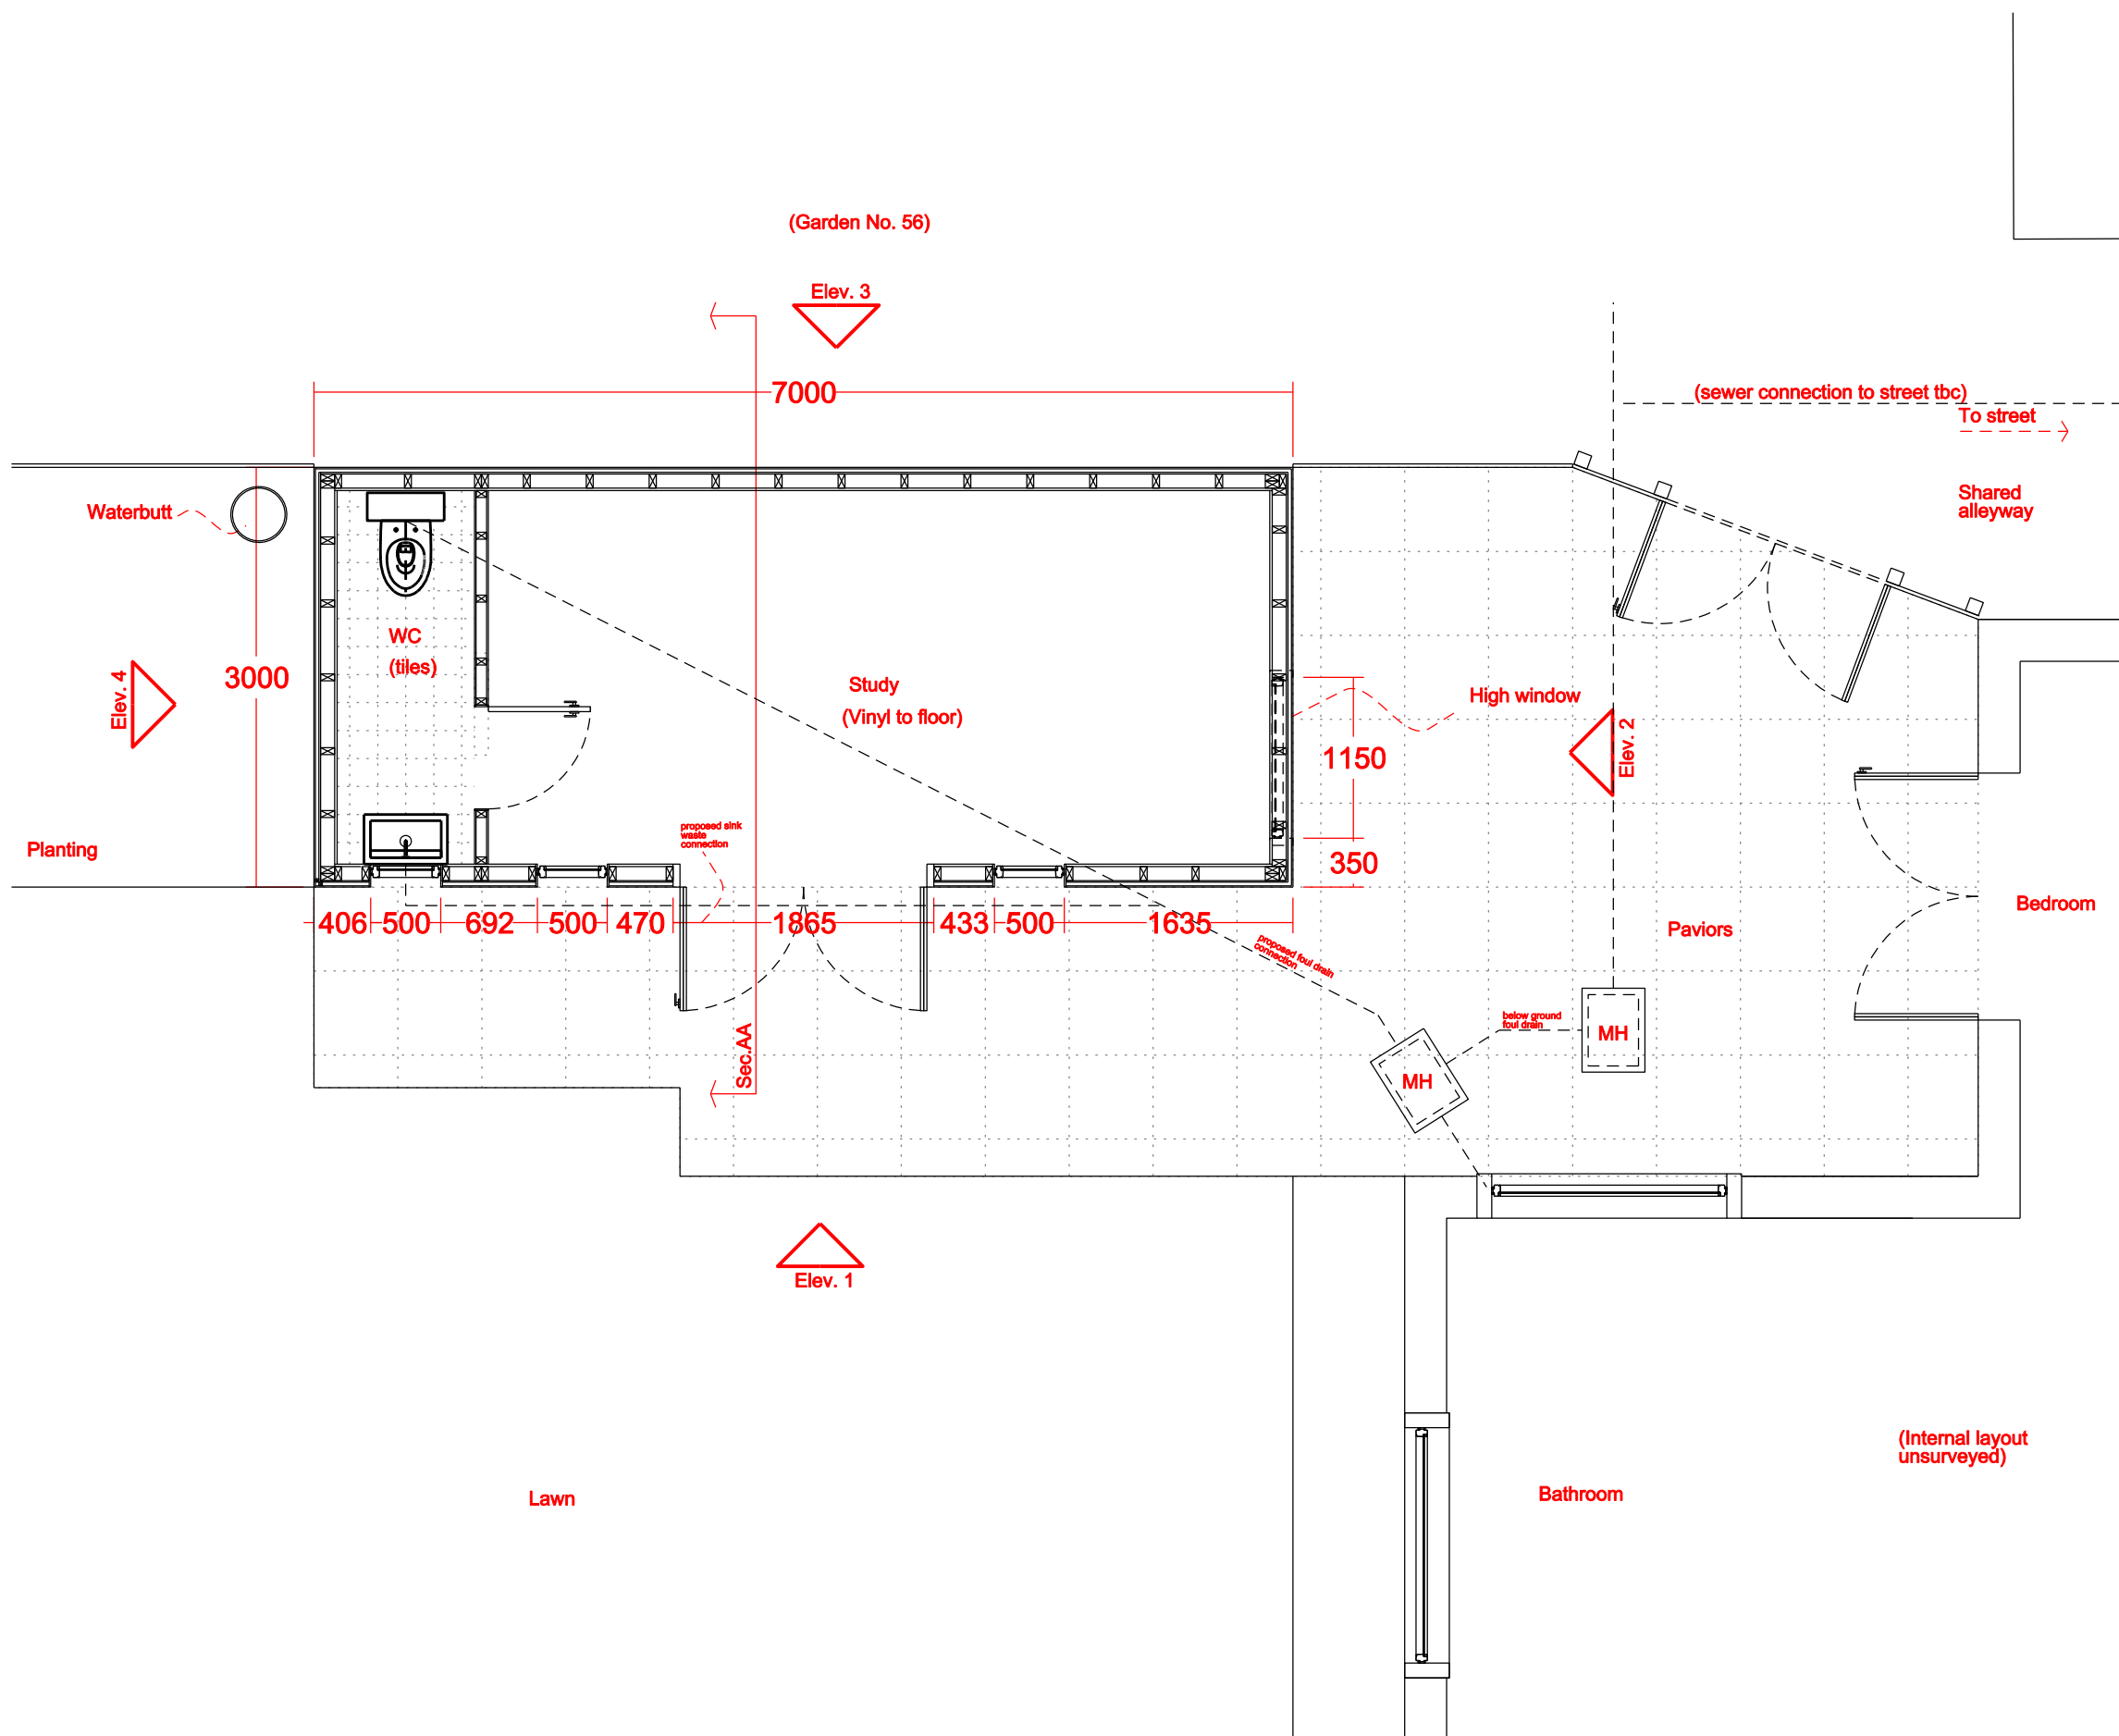 (Garden No. 56)
Elev. 3
7000
(sewer connection to street tbc)
To street
Waterbutt
Shared
alleyway
WC
(tiles)
3000
Elev. 4
Study
(Vinyl to floor)
High window
1150
Elev. 2
350
Planting
proposed sink
waste
connection
Bedroom
406
500
692
500
470
1865
433
500
1635
Paviors
proposed foul drain
connection
below ground
foul drain
MH
MH
Sec.AA
Elev. 1
Lawn
Bathroom
(Internal layout
unsurveyed)